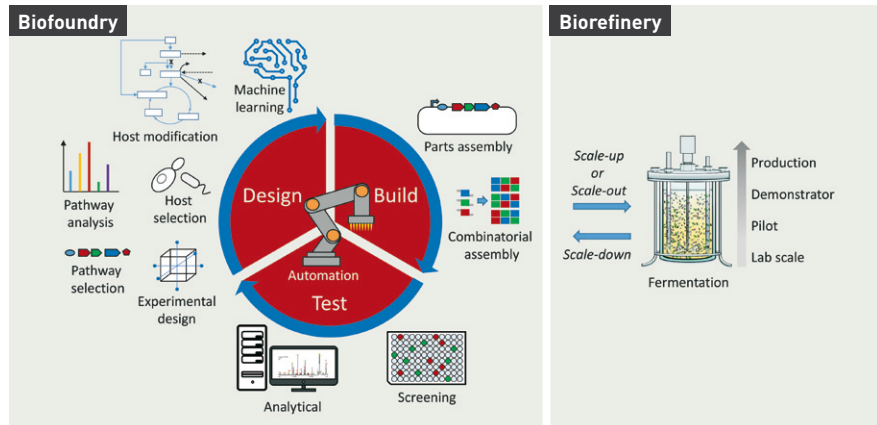 Biofoundry
Machine
learning
Host modification
Pathway
analysis
Host
selection
Pathway
selection
Experimental
design
Design
Build
Automation
Test
Parts assembly
Combinatorial
assembly
Analytical
Screening
Biorefinery
Scale-up
or
Scale-out
Scale-down
Fermentation
Production
Demonstrator
Pilot
Lab scale